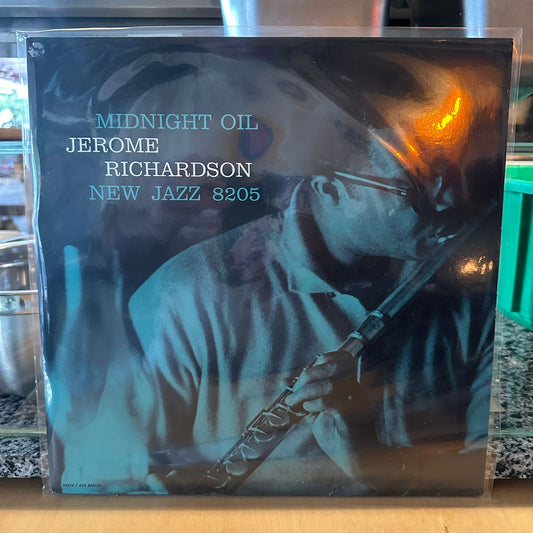 MIDNIGHT OIL
JEROME
RICHARDSON
NEW JAZZ 8205